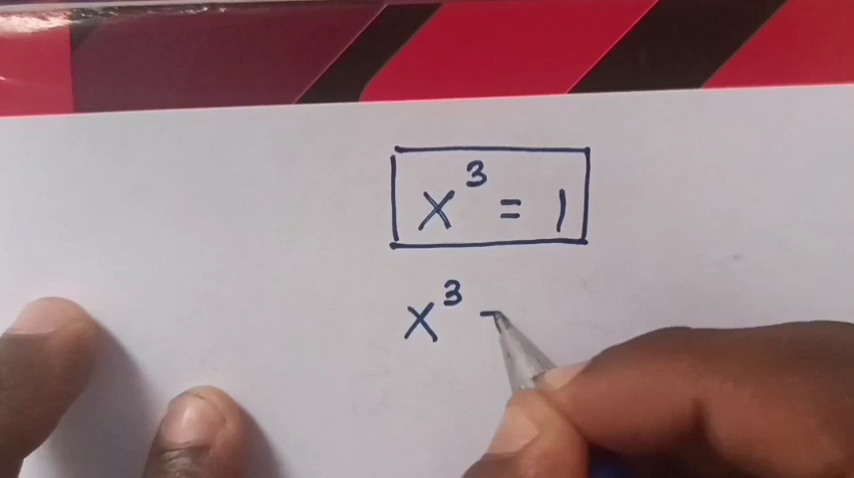 x³ = 1
x³ -